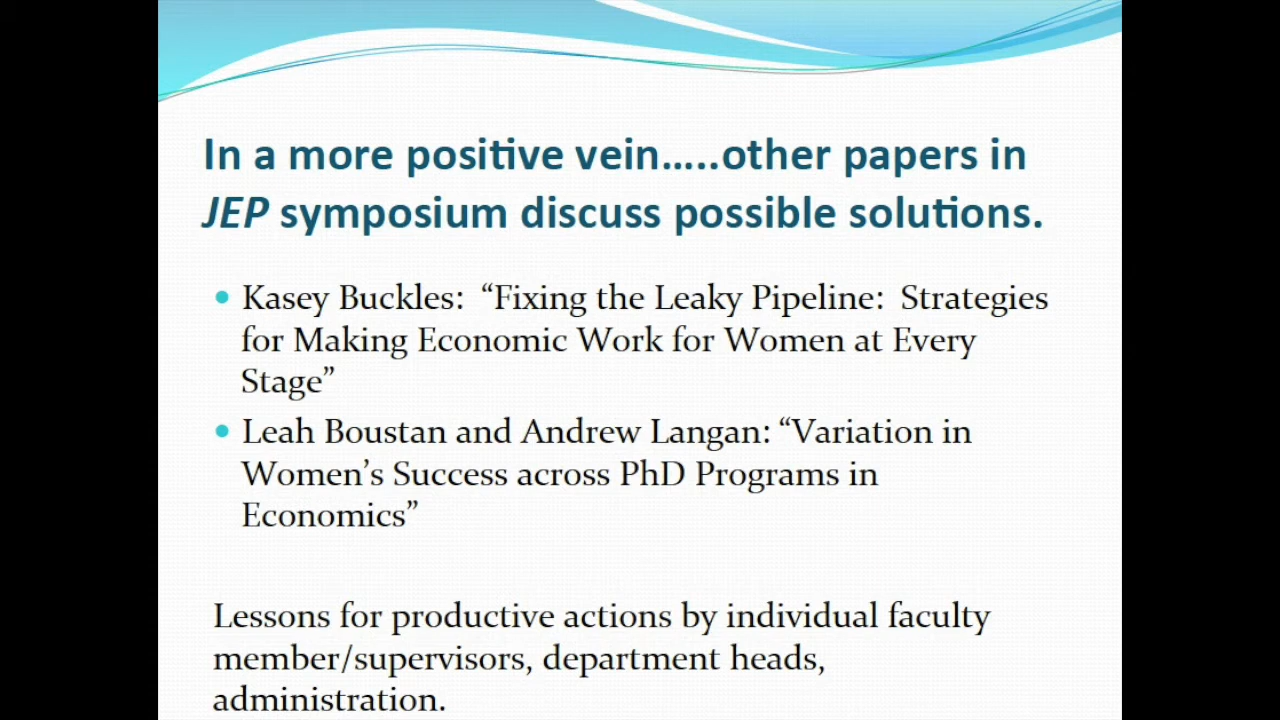 In a more positive vein.....other papers in
JEP symposium discuss possible solutions.
Kasey Buckles:  “Fixing the Leaky Pipeline:  Strategies
for Making Economic Work for Women at Every
Stage”
Leah Boustan and Andrew Langan: “Variation in
Women’s Success across PhD Programs in
Economics”
Lessons for productive actions by individual faculty
member/supervisors, department heads,
administration.